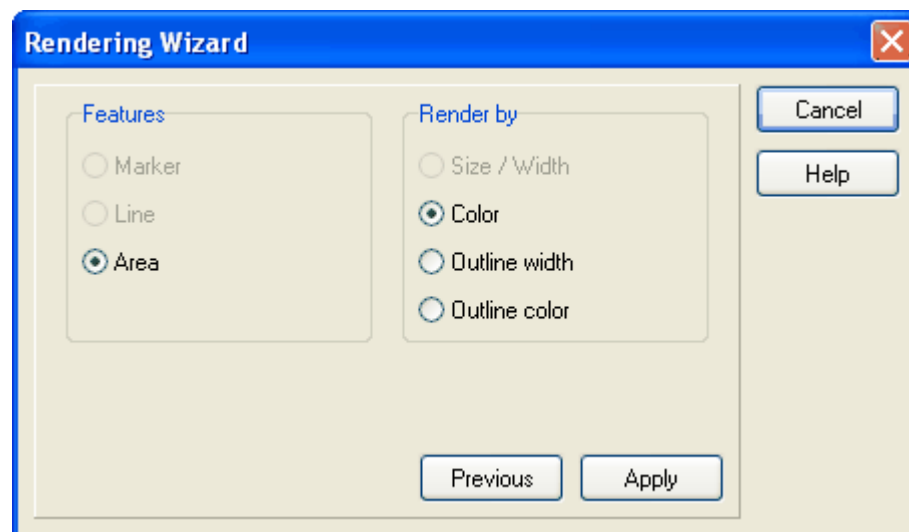 Rendering Wizard
Features
Marker
Line
Area
Render by
Size / Width
Color
Outline width
Outline color
Cancel
Help
Previous
Apply